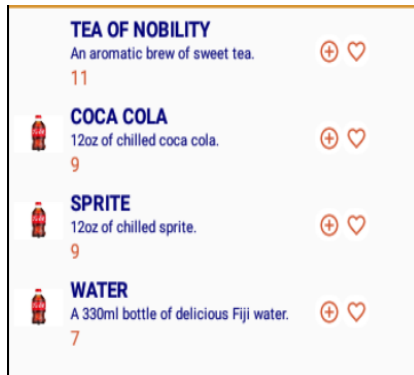 TEA OF NOBILITY
An aromatic brew of sweet tea.
11
COCA COLA
12oz of chilled coca cola.
9
SPRITE
12oz of chilled sprite.
9
WATER
A 330ml bottle of delicious Fiji water.
7